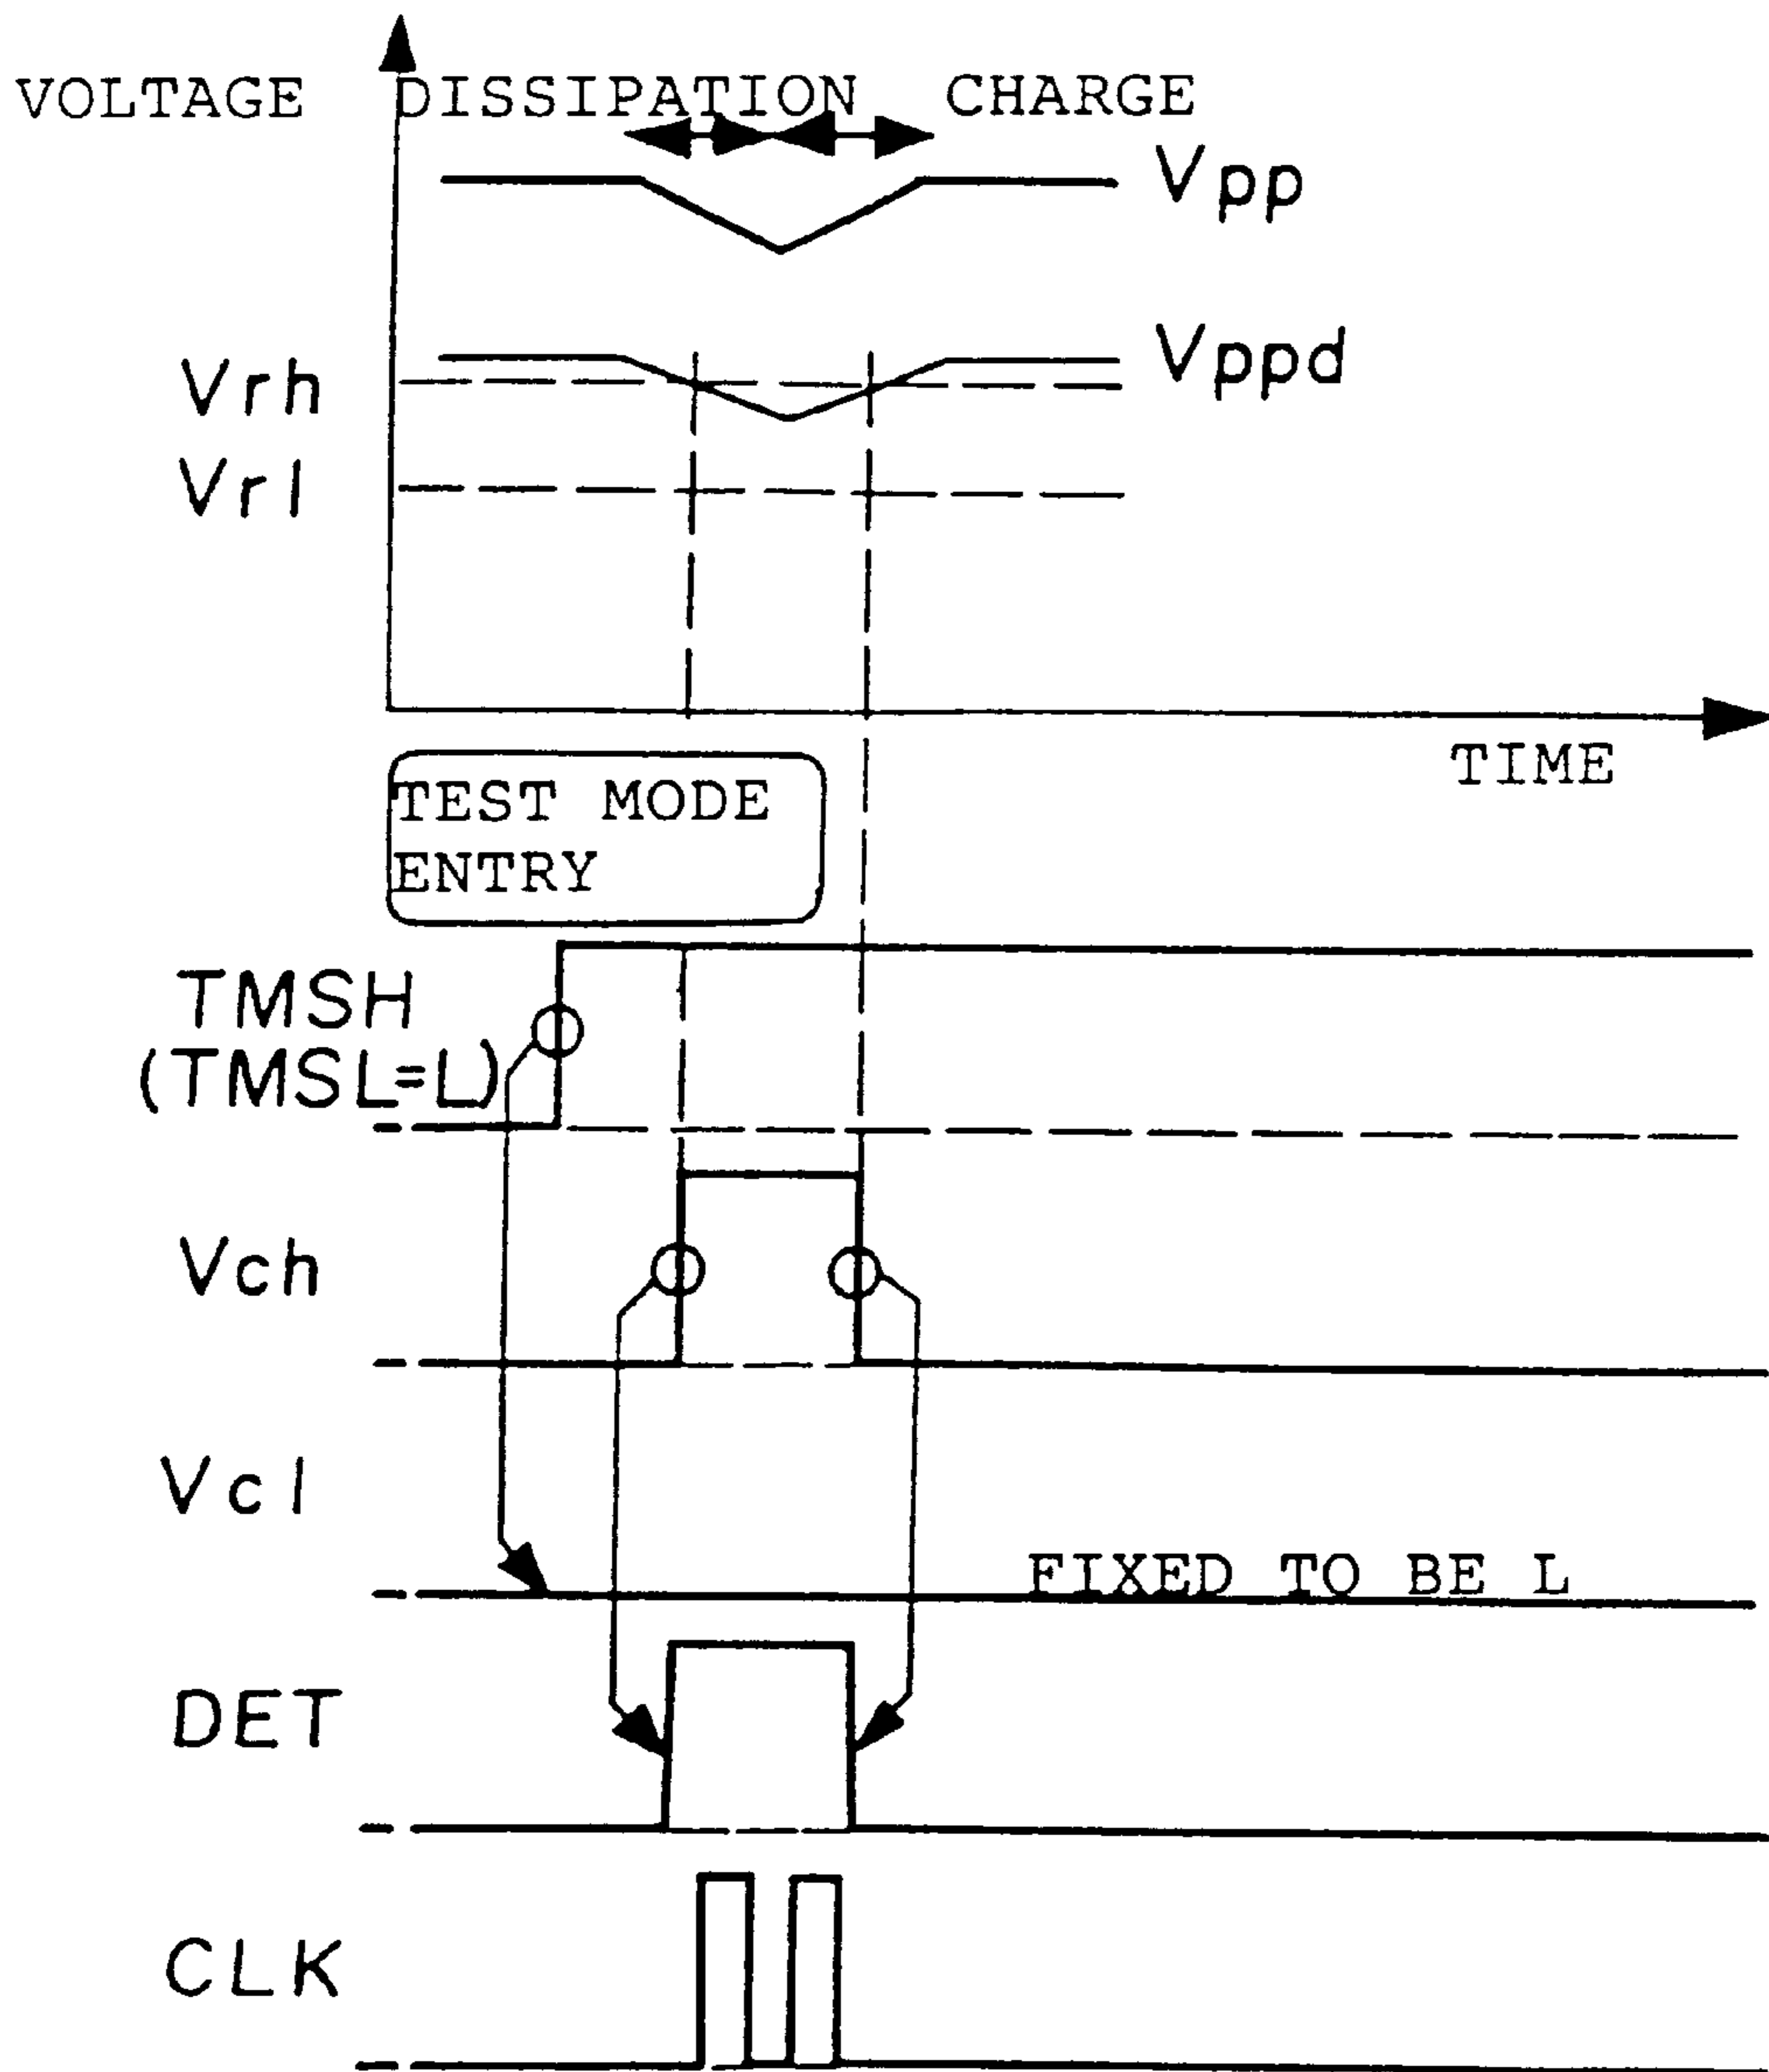 VOLTAGE DISSIPATION CHARGE
Vpp
Vppd
Vrh
Vrl
TIME
TEST MODE
ENTRY
TMSH
(TMSL=L)
Vch
Vcl
FIXED TO BE L
DET
CLK